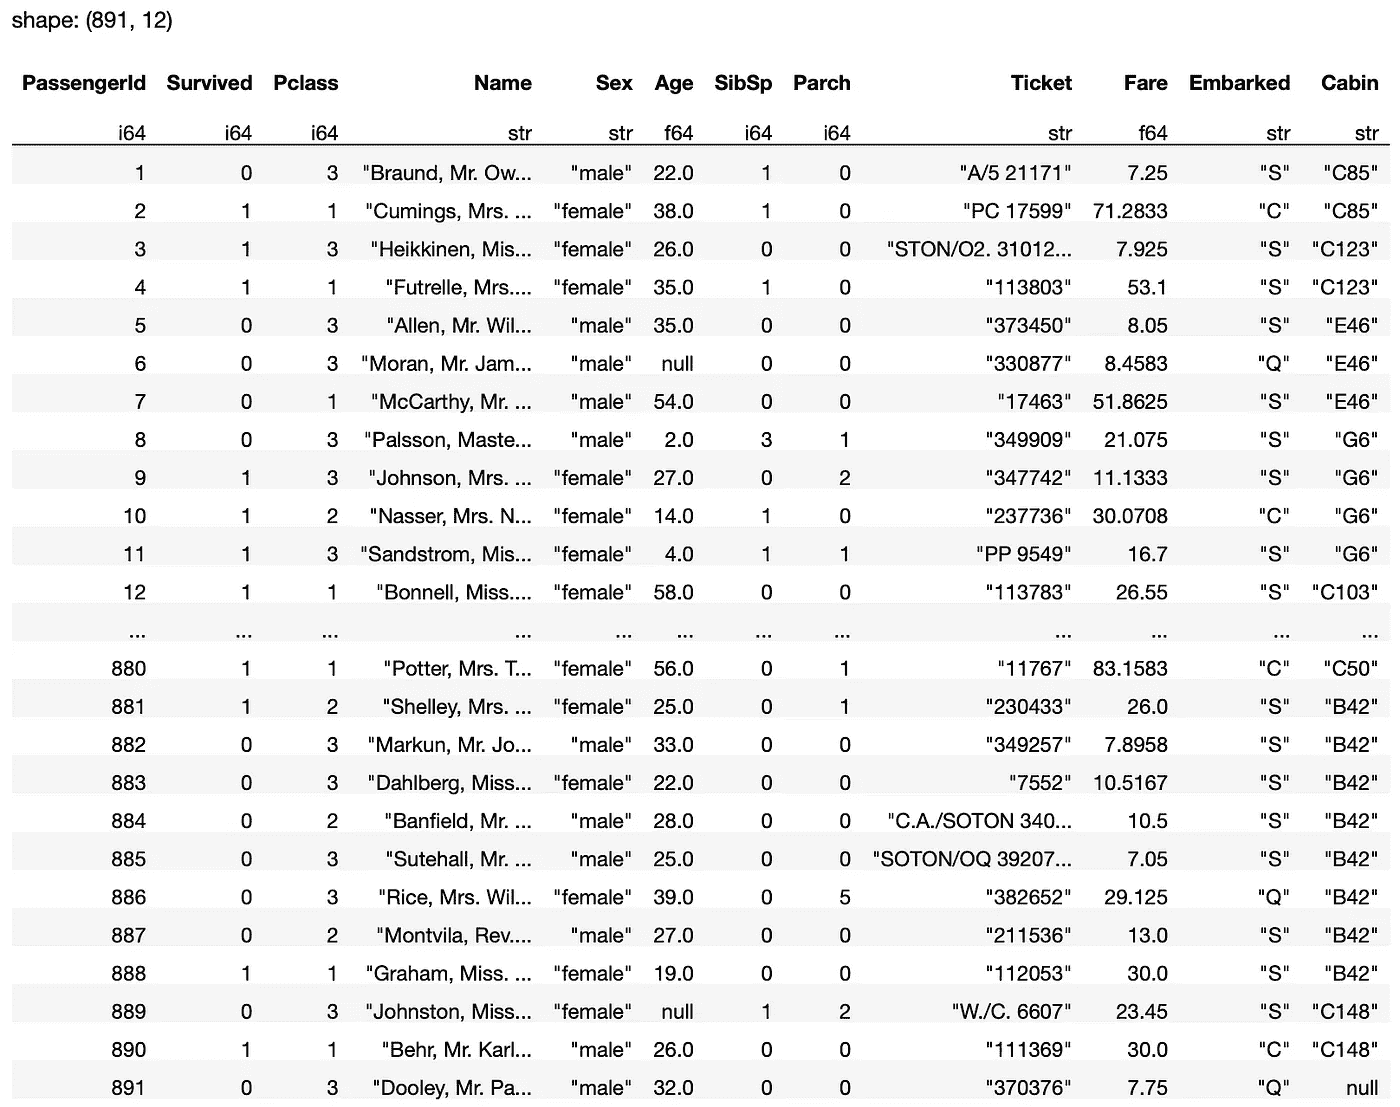 shape: (891, 12)
PassengerId Survived Pclass Name Sex Age SibSp Parch Ticket Fare Embarked Cabin
i64 i64 i64 str str f64 i64 i64 str f64 str str
1 0 3 "Braund, Mr. Ow... "male" 22.0 1 0 "A/5 21171" 7.25 "S" "C85"
2 1 1 "Cumings, Mrs. ... "female" 38.0 1 0 "PC 17599" 71.2833 "C" "C85"
3 1 3 "Heikkinen, Mis... "female" 26.0 0 0 "STON/O2. 31012... 7.925 "S" "C123"
4 1 1 "Futrelle, Mrs.... "female" 35.0 1 0 "113803" 53.1 "S" "C123"
5 0 3 "Allen, Mr. Wil... "male" 35.0 0 0 "373450" 8.05 "S" "E46"
6 0 3 "Moran, Mr. Jam... "male" null 0 0 "330877" 8.4583 "Q" "E46"
7 0 1 "McCarthy, Mr. ... "male" 54.0 0 0 "17463" 51.8625 "S" "E46"
8 0 3 "Palsson, Maste... "male" 2.0 3 1 "349909" 21.075 "S" "G6"
9 1 3 "Johnson, Mrs. ... "female" 27.0 0 2 "347742" 11.1333 "S" "G6"
10 1 2 "Nasser, Mrs. N... "female" 14.0 1 0 "237736" 30.0708 "C" "G6"
11 1 3 "Sandstrom, Mis... "female" 4.0 1 1 "PP 9549" 16.7 "S" "G6"
12 1 1 "Bonnell, Miss.... "female" 58.0 0 0 "113783" 26.55 "S" "C103"
... ... ... ... ... ... ... ... ... ... ... ...
880 1 1 "Potter, Mrs. T... "female" 56.0 0 1 "11767" 83.1583 "C" "C50"
881 1 2 "Shelley, Mrs. ... "female" 25.0 0 1 "230433" 26.0 "S" "B42"
882 0 3 "Markun, Mr. Jo... "male" 33.0 0 0 "349257" 7.8958 "S" "B42"
883 0 3 "Dahlberg, Miss... "female" 22.0 0 0 "7552" 10.5167 "S" "B42"
884 0 2 "Banfield, Mr. ... "male" 28.0 0 0 "C.A./SOTON 340... 10.5 "S" "B42"
885 0 3 "Sutehall, Mr. ... "male" 25.0 0 0 "SOTON/OQ 39207... 7.05 "S" "B42"
886 0 3 "Rice, Mrs. Wil... "female" 39.0 0 5 "382652" 29.125 "Q" "B42"
887 0 2 "Montvila, Rev.... "male" 27.0 0 0 "211536" 13.0 "S" "B42"
888 1 1 "Graham, Miss. ... "female" 19.0 0 0 "112053" 30.0 "S" "B42"
889 0 3 "Johnston, Miss... "female" null 1 2 "W./C. 6607" 23.45 "S" "C148"
890 1 1 "Behr, Mr. Karl... "male" 26.0 0 0 "111369" 30.0 "C" "C148"
891 0 3 "Dooley, Mr. Pa... "male" 32.0 0 0 "370376" 7.75 "Q" null